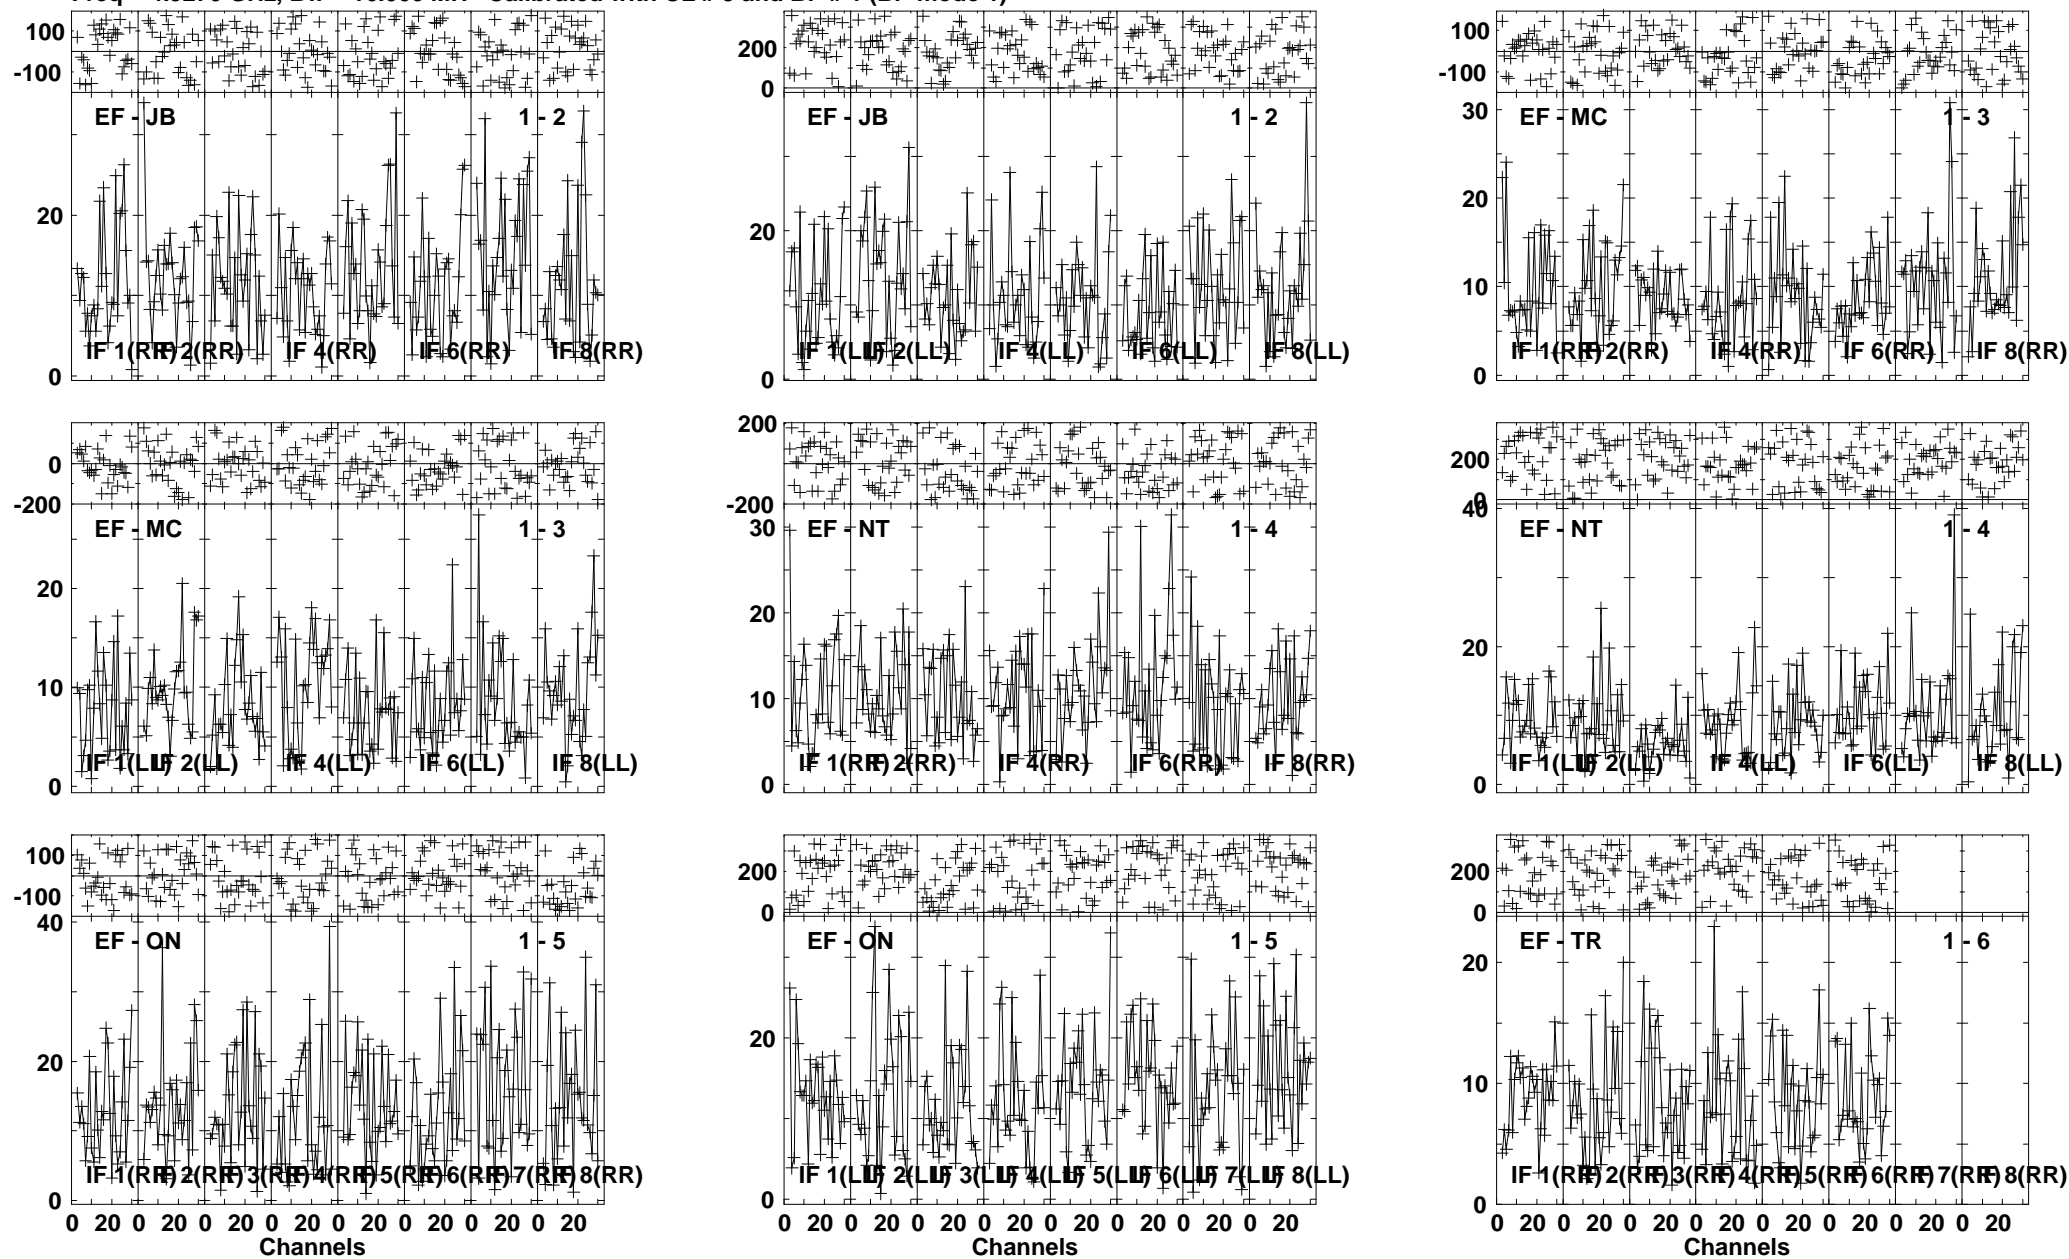 100
-100
EF - JB 1 - 2
20
0
IF 1(RR) IF 2(RR) IF 4(RR) IF 6(RR) IF 8(RR)
200
0
EF - JB 1 - 2
20
0
IF 1(LL) IF 2(LL) IF 4(LL) IF 6(LL) IF 8(LL)
100
-100
30
EF - MC 1 - 3
20
10
0
IF 1(RR) IF 2(RR) IF 4(RR) IF 6(RR) IF 8(RR)
0
-200
EF - MC 1 - 3
20
10
0
IF 1(LL) IF 2(LL) IF 4(LL) IF 6(LL) IF 8(LL)
200
0
-200
30
EF - NT 1 - 4
20
10
0
IF 1(RR) IF 2(RR) IF 4(RR) IF 6(RR) IF 8(RR)
200
0
40
EF - NT 1 - 4
20
0
IF 1(LL) IF 2(LL) IF 4(LL) IF 6(LL) IF 8(LL)
100
-100
40
EF - ON 1 - 5
20
0
IF 1(RR) IF 2(RR) IF 3(RR) IF 4(RR) IF 5(RR) IF 6(RR) IF 7(RR) IF 8(RR)
0 20 0 20 0 20 0 20 0 20 0 20 0 20 0 20
Channels
200
0
EF - ON 1 - 5
20
0
IF 1(LL) IF 2(LL) IF 3(LL) IF 4(LL) IF 5(LL) IF 6(LL) IF 7(LL) IF 8(LL)
0 20 0 20 0 20 0 20 0 20 0 20 0 20 0 20
Channels
200
0
EF - TR 1 - 6
20
10
0
IF 1(RR) IF 2(RR) IF 3(RR) IF 4(RR) IF 5(RR) IF 6(RR) IF 7(RR) IF 8(RR)
0 20 0 20 0 20 0 20 0 20 0 20 0 20 0 20
Channels